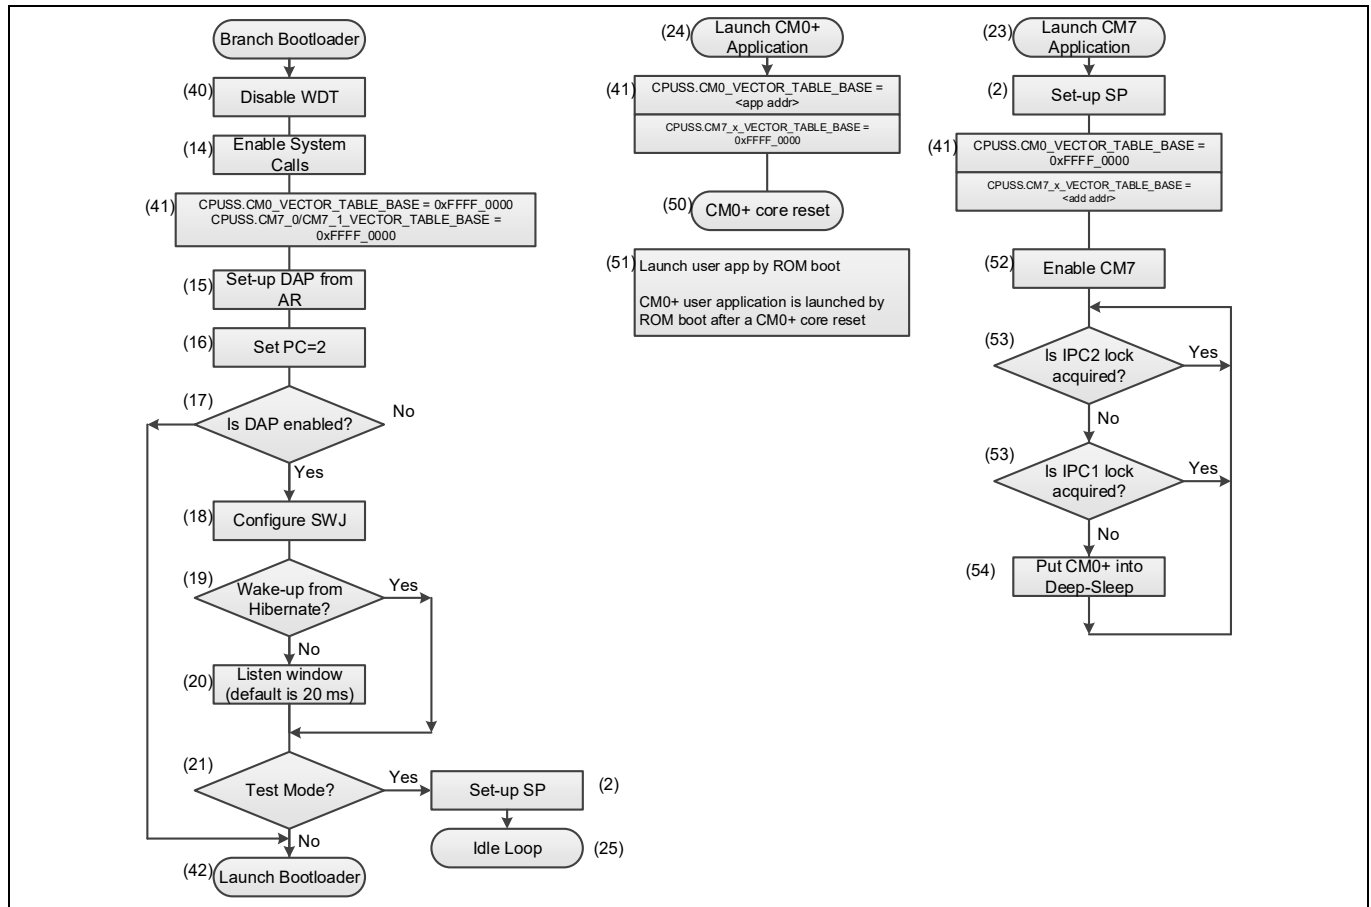 Branch Bootloader
(40)
Disable WDT
(14)
Enable System
Calls
(41)
CPUSS.CM0_VECTOR_TABLE_BASE = 0xFFFF_0000
CPUSS.CM7_0/CM7_1_VECTOR_TABLE_BASE =
0xFFFF_0000
(15)
Set-up DAP from
AR
(16)
Set PC=2
(17)
Is DAP enabled?
No
Yes
(18)
Configure SWJ
(19)
Wake-up from
Hibernate?
Yes
No
(20)
Listen window
(default is 20 ms)
(21)
Test Mode?
Yes
Set-up SP
(2)
No
Idle Loop
(25)
(42)
Launch Bootloader
(24)
Launch CM0+
Application
(41)
CPUSS.CM0_VECTOR_TABLE_BASE =
<app addr>
CPUSS.CM7_x_VECTOR_TABLE_BASE =
0xFFFF_0000
(50)
CM0+ core reset
(51)
Launch user app by ROM boot
CM0+ user application is launched by
ROM boot after a CM0+ core reset
(23)
Launch CM7
Application
(2)
Set-up SP
(41)
CPUSS.CM0_VECTOR_TABLE_BASE =
0xFFFF_0000
CPUSS.CM7_x_VECTOR_TABLE_BASE =
<add addr>
(52)
Enable CM7
(53)
Is IPC2 lock
acquired?
Yes
No
(53)
Is IPC1 lock
acquired?
Yes
No
(54)
Put CM0+ into
Deep-Sleep